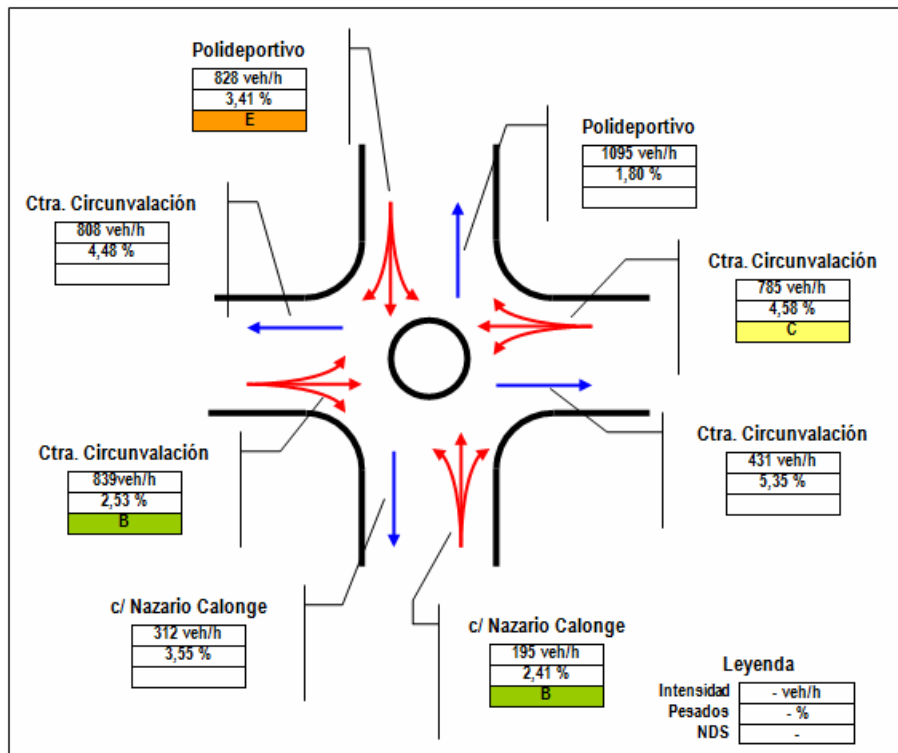 Polideportivo
828 veh/h
3,41 %
E
Polideportivo
1095 veh/h
1,80 %
Ctra. Circunvalación
808 veh/h
4,48 %
Ctra. Circunvalación
785 veh/h
4,58 %
C
Ctra. Circunvalación
839veh/h
2,53 %
B
Ctra. Circunvalación
431 veh/h
5,35 %
c/ Nazario Calonge
312 veh/h
3,55 %
c/ Nazario Calonge
195 veh/h
2,41 %
B
Leyenda
Intensidad - veh/h
Pesados - %
NDS -